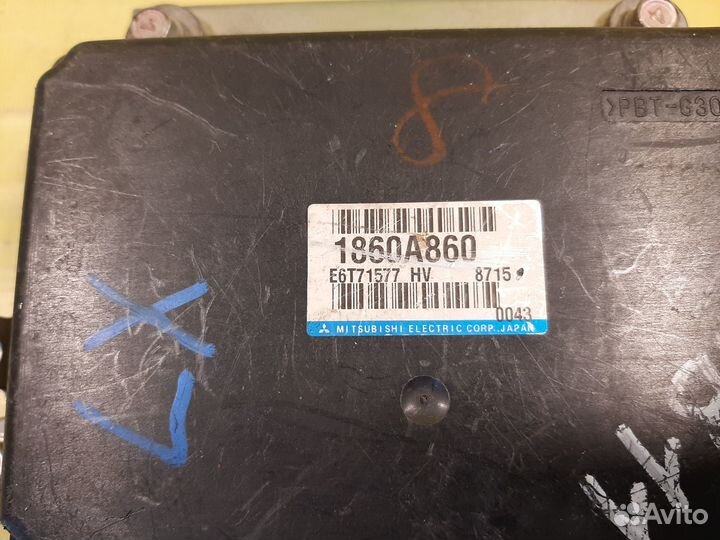 8
>PBT-G30
1860A860
E6T71577 HV 8715
0043
MITSUBISHI ELECTRIC CORP.,JAPAN
Avito